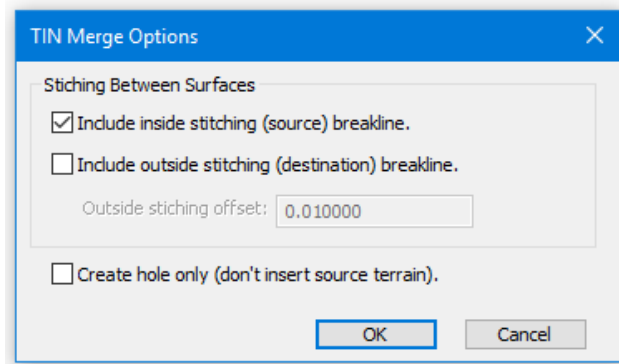 TIN Merge Options
Stiching Between Surfaces
Include inside stitching (source) breakline.
Include outside stitching (destination) breakline.
Outside stiching offset: 0.010000
Create hole only (don't insert source terrain).
OK Cancel